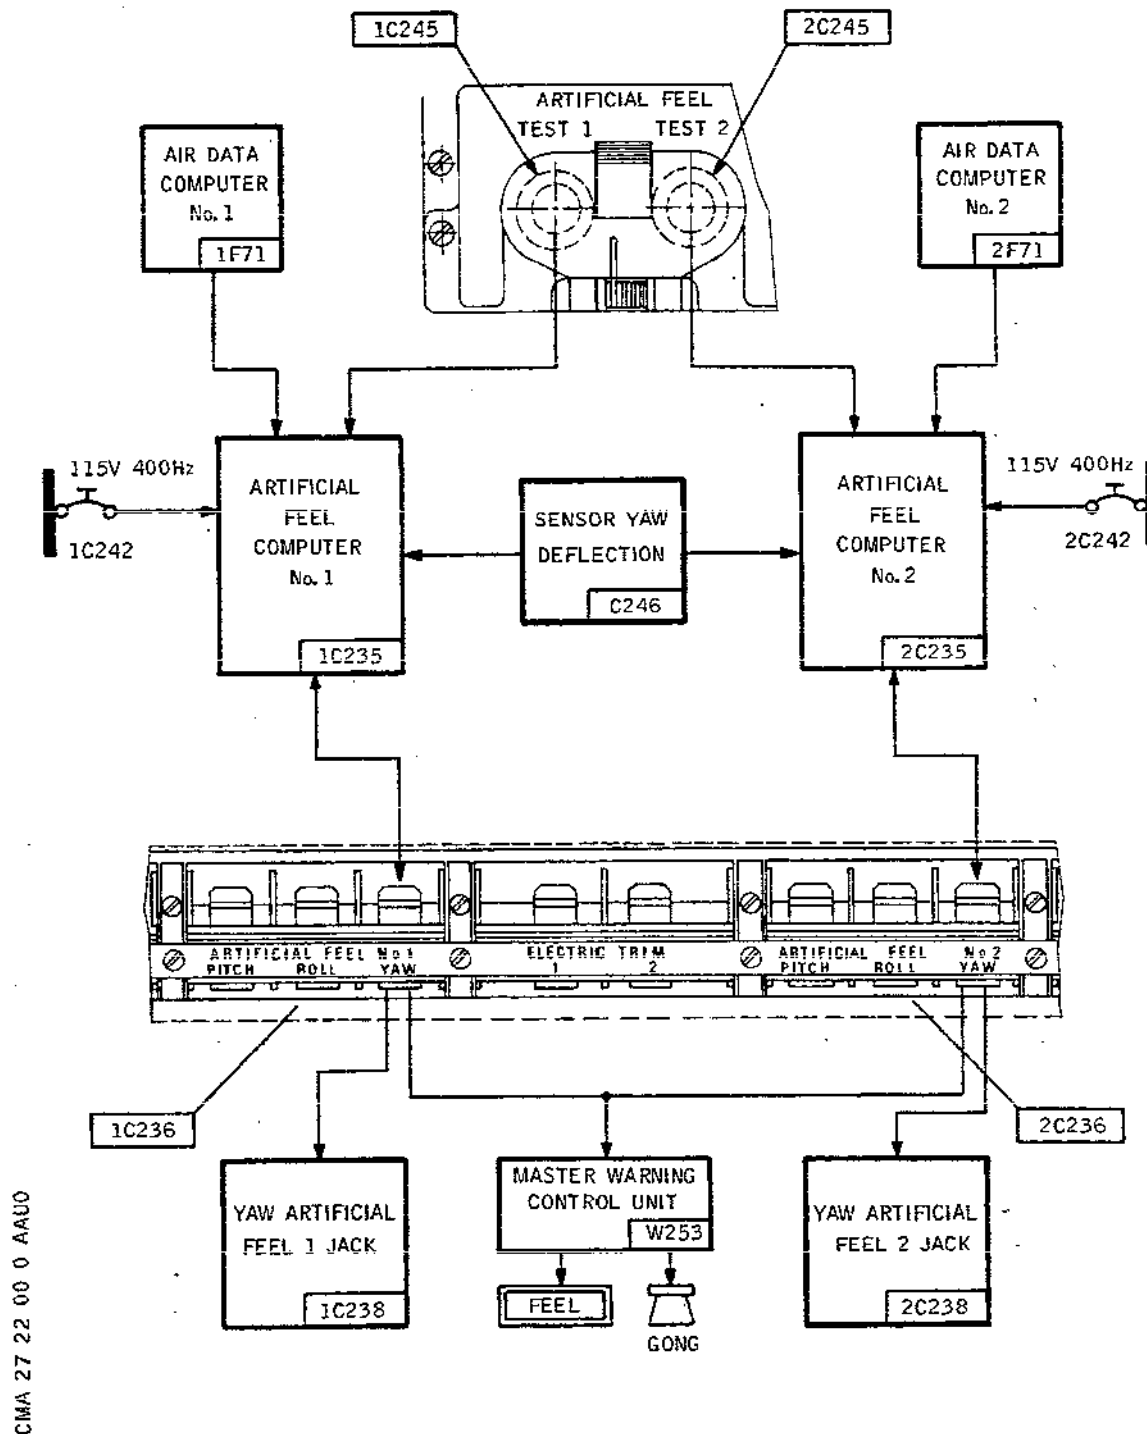 1C245
2C245
ARTIFICIAL FEEL
TEST 1 TEST 2
AIR DATA
COMPUTER
No.1
1F71
AIR DATA
COMPUTER
No.2
2F71
115V 400Hz
1C242
ARTIFICIAL
FEEL
COMPUTER
No.1
1C235
SENSOR YAW
DEFLECTION
C246
ARTIFICIAL
FEEL
COMPUTER
No.2
2C235
115V 400Hz
2C242
ARTIFICIAL FEEL No1
PITCH ROLL YAW
ELECTRIC TRIM
1 2
ARTIFICIAL FEEL No2
PITCH ROLL YAW
1C236
2C236
YAW ARTIFICIAL
FEEL 1 JACK
1C238
MASTER WARNING
CONTROL UNIT
W253
FEEL
GONG
YAW ARTIFICIAL
FEEL 2 JACK
2C238
CMA 27 22 00 0 AAU0